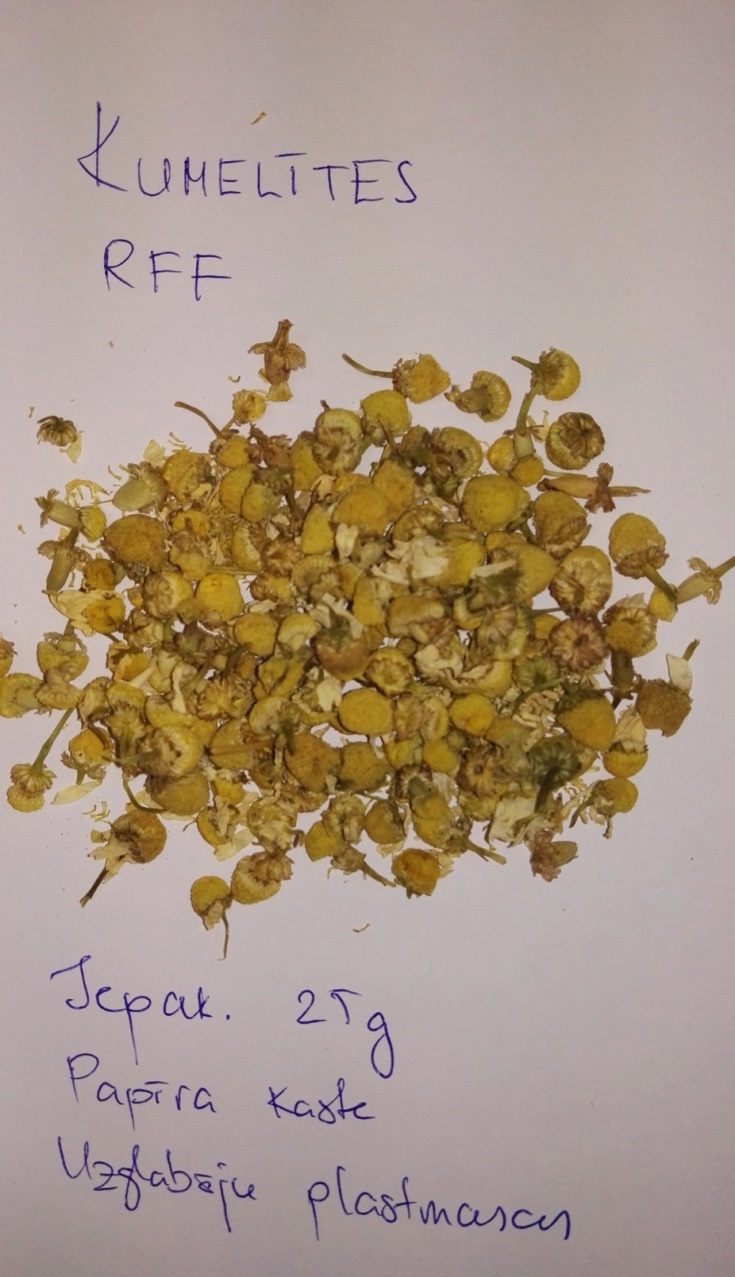 KUMELĪTES
RFF
Iepak. 25g
Papīra kaste
Uzglabāju plastmasas